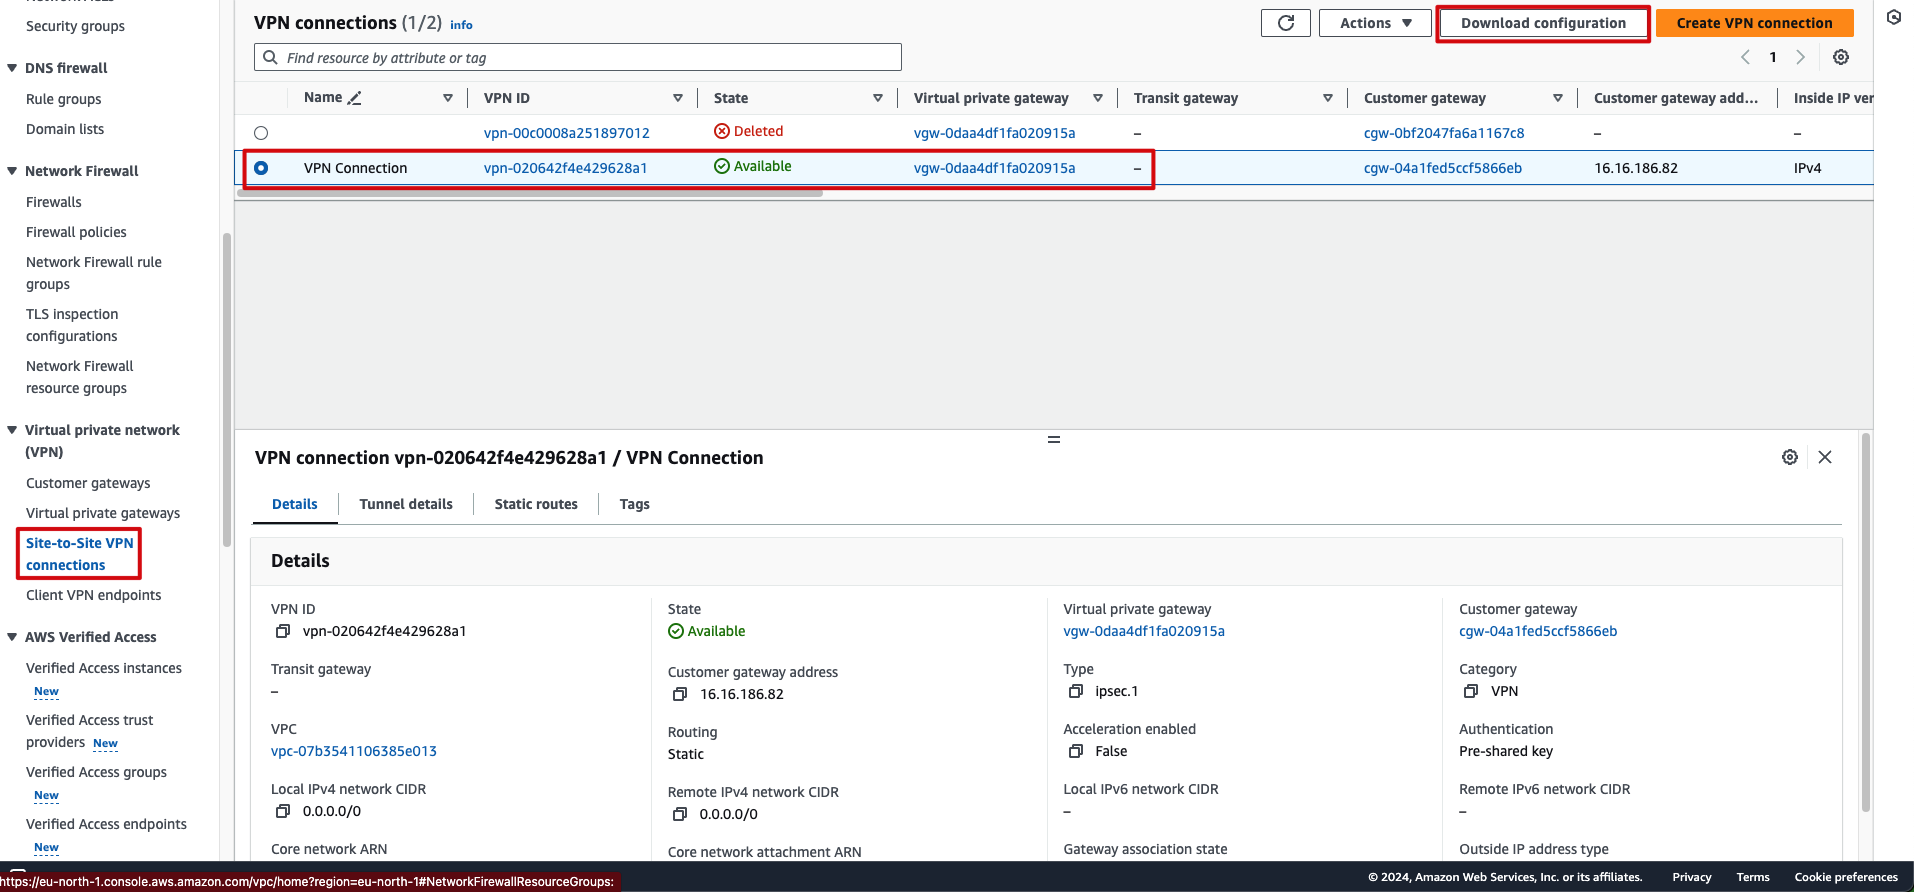 Security groups
DNS firewall
Rule groups
Domain lists
Network Firewall
Firewalls
Firewall policies
Network Firewall rule
groups
TLS inspection
configurations
Network Firewall
resource groups
Virtual private network
(VPN)
Customer gateways
Virtual private gateways
Site-to-Site VPN
connections
Client VPN endpoints
AWS Verified Access
Verified Access instances
New
Verified Access trust
providers New
Verified Access groups
New
Verified Access endpoints
New
VPN connections (1/2) info
Actions
Download configuration
Create VPN connection
Find resource by attribute or tag
1
Name VPN ID State Virtual private gateway Transit gateway Customer gateway Customer gateway add... Inside IP ver
vpn-00c0008a251897012 Deleted vgw-0daa4df1fa020915a – cgw-0bf2047fa6a1167c8 – –
VPN Connection vpn-020642f4e429628a1 Available vgw-0daa4df1fa020915a – cgw-04a1fed5ccf5866eb 16.16.186.82 IPv4
VPN connection vpn-020642f4e429628a1 / VPN Connection
Details Tunnel details Static routes Tags
Details
VPN ID
vpn-020642f4e429628a1
Transit gateway
–
VPC
vpc-07b3541106385e013
Local IPv4 network CIDR
0.0.0.0/0
Core network ARN
State
Available
Customer gateway address
16.16.186.82
Routing
Static
Remote IPv4 network CIDR
0.0.0.0/0
Core network attachment ARN
Virtual private gateway
vgw-0daa4df1fa020915a
Type
ipsec.1
Acceleration enabled
False
Local IPv6 network CIDR
–
Gateway association state
Customer gateway
cgw-04a1fed5ccf5866eb
Category
VPN
Authentication
Pre-shared key
Remote IPv6 network CIDR
–
Outside IP address type
https://eu-north-1.console.aws.amazon.com/vpc/home?region=eu-north-1#NetworkFirewallResourceGroups:
© 2024, Amazon Web Services, Inc. or its affiliates. Privacy Terms Cookie preferences